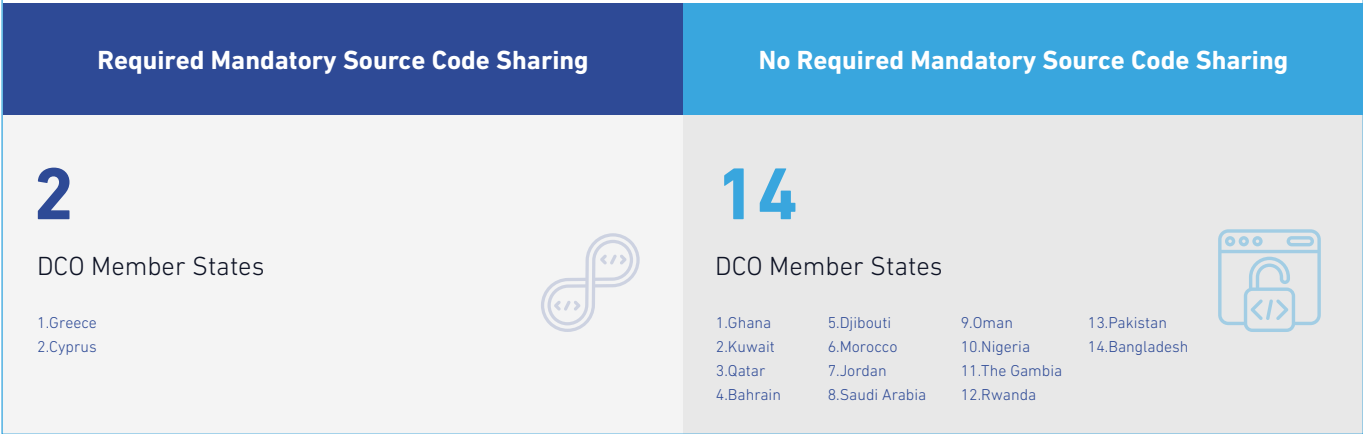 Required Mandatory Source Code Sharing
2
DCO Member States
1.Greece
2.Cyprus
</>
</>
No Required Mandatory Source Code Sharing
14
DCO Member States
1.Ghana
2.Kuwait
3.Qatar
4.Bahrain
5.Djibouti
6.Morocco
7.Jordan
8.Saudi Arabia
9.Oman
10.Nigeria
11.The Gambia
12.Rwanda
13.Pakistan
14.Bangladesh
</>